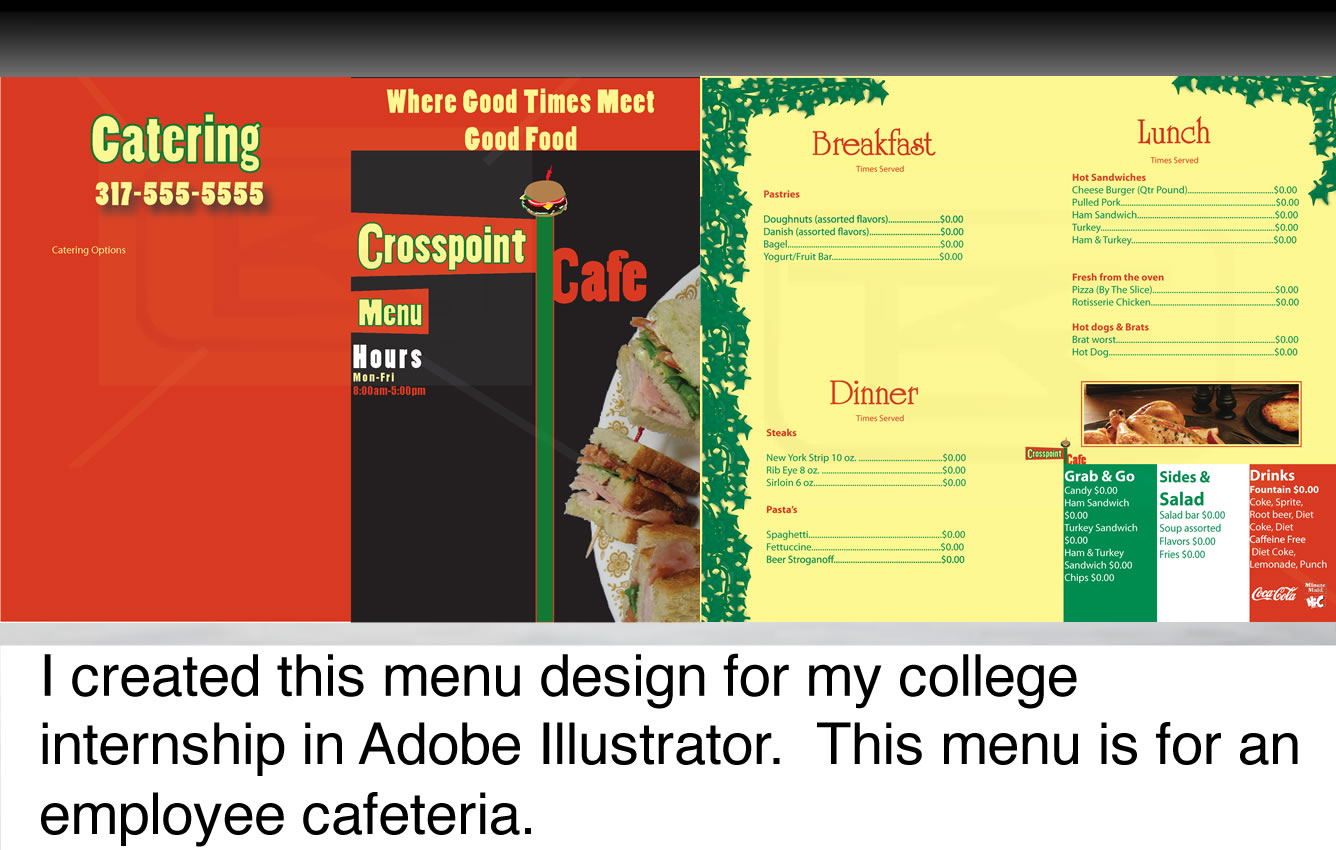 Catering
317-555-5555
Catering Options
Where Good Times Meet
Good Food
Crosspoint
Cafe
Menu
Hours
Mon-Fri
8:00am-5:00pm
Breakfast
Times Served
Pastries
Doughnuts (assorted flavors)......................$0.00
Danish (assorted flavors)..............................$0.00
Bagel.................................................................$0.00
Yogurt/Fruit Bar..............................................$0.00
Dinner
Times Served
Steaks
New York Strip 10 oz. ....................................$0.00
Rib Eye 8 oz. ...................................................$0.00
Sirloin 6 oz......................................................$0.00
Pasta's
Spaghetti.........................................................$0.00
Fettuccine.......................................................$0.00
Beer Stroganoff..............................................$0.00
Lunch
Times Served
Hot Sandwiches
Cheese Burger (Qtr Pound).....................................$0.00
Pulled Pork.................................................................$0.00
Ham Sandwich..........................................................$0.00
Turkey.........................................................................$0.00
Ham & Turkey............................................................$0.00
Fresh from the oven
Pizza (By The Slice)....................................................$0.00
Rotisserie Chicken.....................................................$0.00
Hot dogs & Brats
Brat worst...................................................................$0.00
Hot Dog......................................................................$0.00
Crosspoint
Cafe
Grab & Go
Candy $0.00
Ham Sandwich
$0.00
Turkey Sandwich
$0.00
Ham & Turkey
Sandwich $0.00
Chips $0.00
Sides &
Salad
Salad bar $0.00
Soup assorted
Flavors $0.00
Fries $0.00
Drinks
Fountain $0.00
Coke, Sprite,
Root beer, Diet
Coke, Diet
Caffeine Free
Diet Coke,
Lemonade, Punch
Coca-Cola
Minute
Maid
Hi-C
I created this menu design for my college
internship in Adobe Illustrator.  This menu is for an
employee cafeteria.